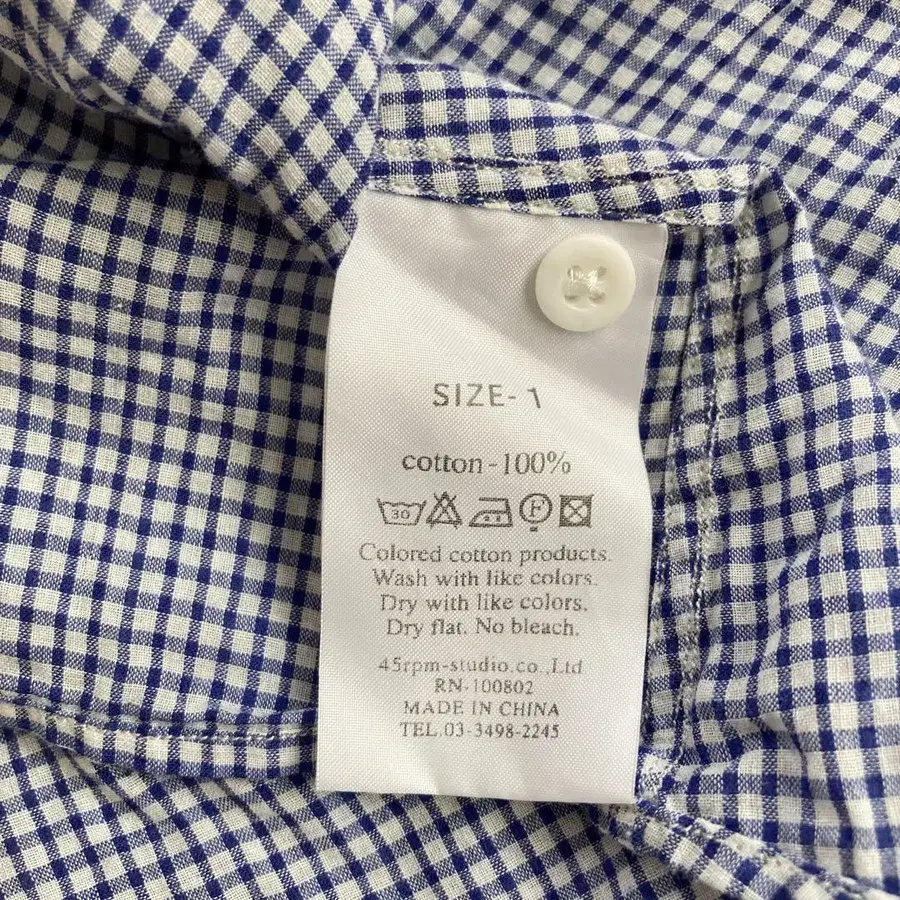 SIZE-1
cotton-100%
30 F
Colored cotton products.
Wash with like colors.
Dry with like colors.
Dry flat. No bleach.
45rpm-studio.co.,Ltd
RN-100802
MADE IN CHINA
TEL.03-3498-2245